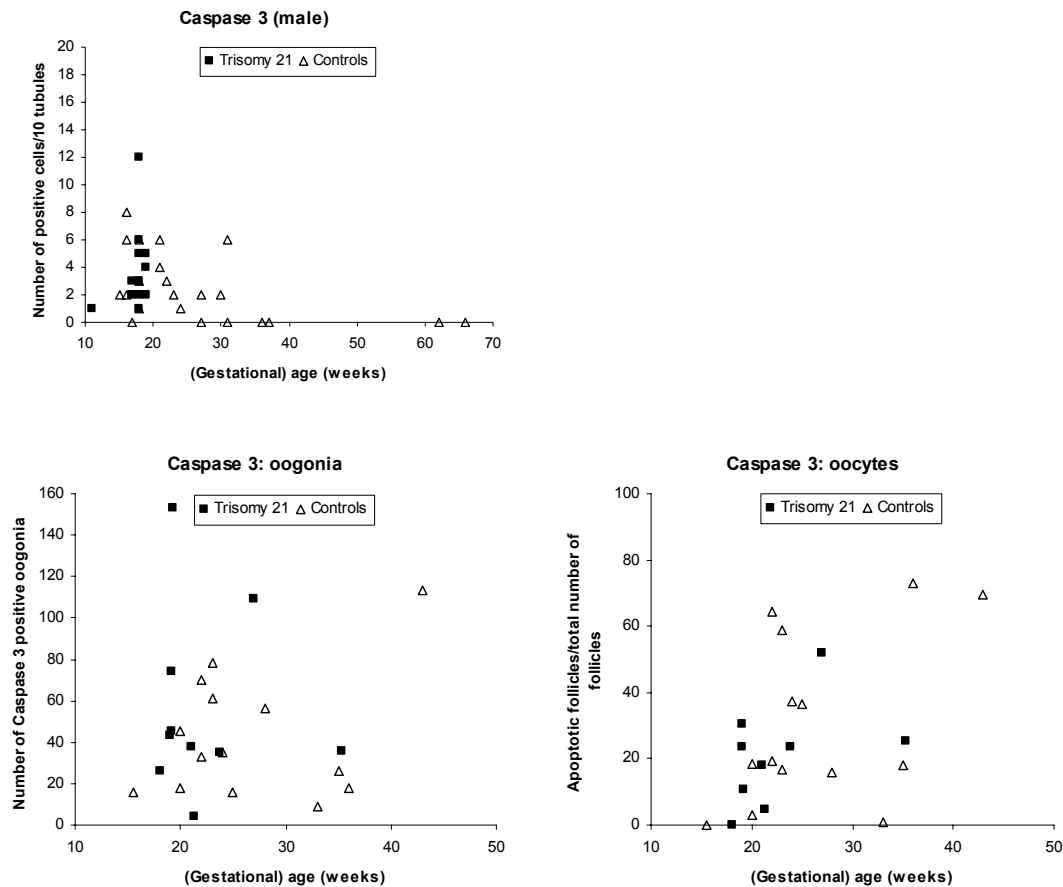 Caspase 3 (male)
Number of positive cells/10 tubules
20
18
16
14
12
10
8
6
4
2
0
Trisomy 21 Controls
10 20 30 40 50 60 70
(Gestational) age (weeks)
Caspase 3: oogonia
Number of Caspase 3 positive oogonia
160
140
120
100
80
60
40
20
0
Trisomy 21 Controls
10 20 30 40 50
(Gestational) age (weeks)
Caspase 3: oocytes
Apoptotic follicles/total number of
follicles
100
80
60
40
20
0
Trisomy 21 Controls
10 20 30 40 50
(Gestational) age (weeks)